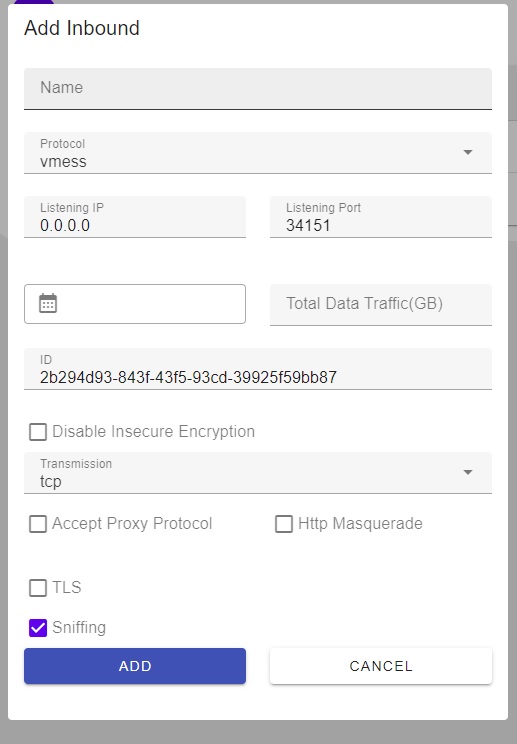 Add Inbound
Name
Protocol
vmess
Listening IP
0.0.0.0
Listening Port
34151
Total Data Traffic(GB)
ID
2b294d93-843f-43f5-93cd-39925f59bb87
Disable Insecure Encryption
Transmission
tcp
Accept Proxy Protocol
Http Masquerade
TLS
Sniffing
ADD
CANCEL